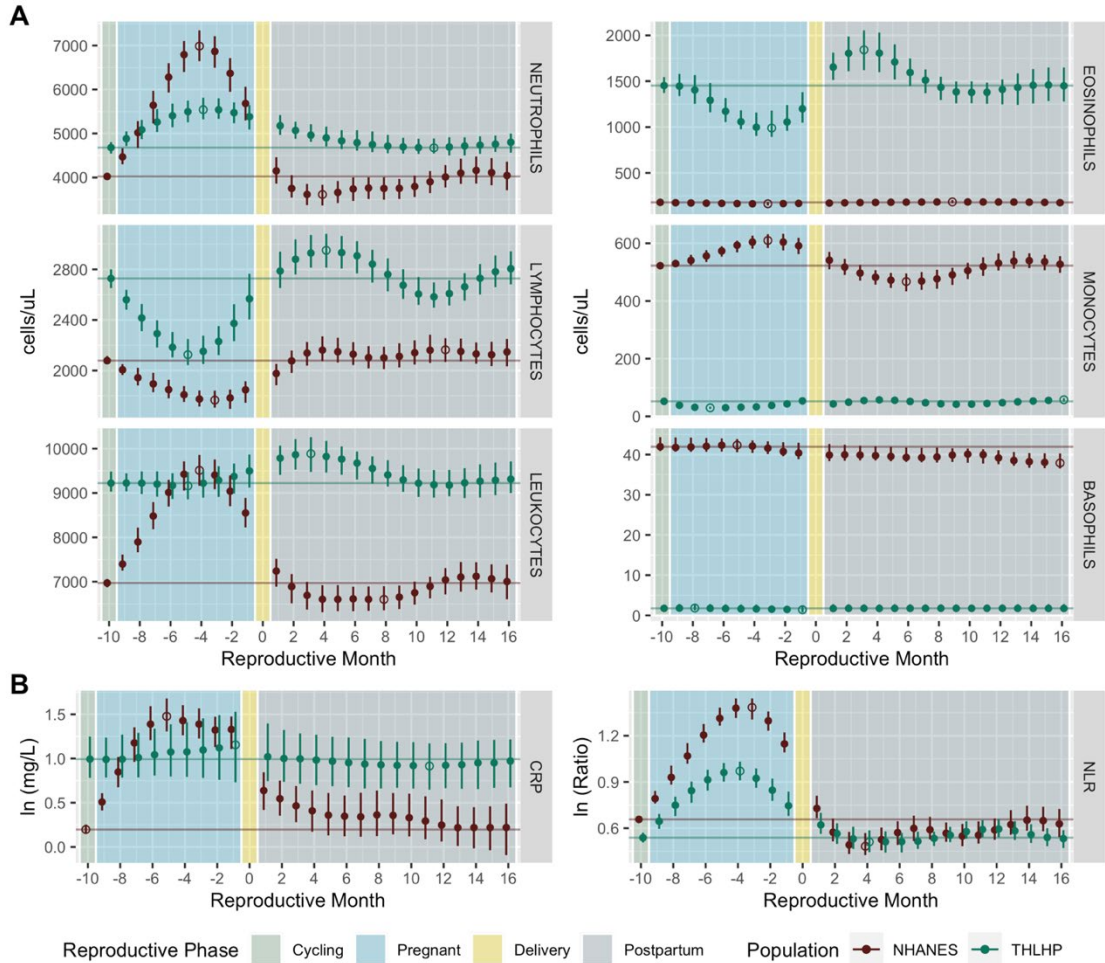 A
7000
6000
5000
4000
NEUTROPHILS
2800
2400
2000
LYMPHOCYTES
cells/uL
10000
9000
8000
7000
LEUKOCYTES
-10 -8 -6 -4 -2 0 2 4 6 8 10 12 14 16
Reproductive Month
2000
1500
1000
500
EOSINOPHILS
600
400
200
0
MONOCYTES
cells/uL
40
30
20
10
0
BASOPHILS
-10 -8 -6 -4 -2 0 2 4 6 8 10 12 14 16
Reproductive Month
B
ln (mg/L)
1.5
1.0
0.5
0.0
CRP
-10 -8 -6 -4 -2 0 2 4 6 8 10 12 14 16
Reproductive Month
ln (Ratio)
1.2
0.9
0.6
NLR
-10 -8 -6 -4 -2 0 2 4 6 8 10 12 14 16
Reproductive Month
Reproductive Phase Cycling Pregnant Delivery Postpartum Population NHANES THLHP